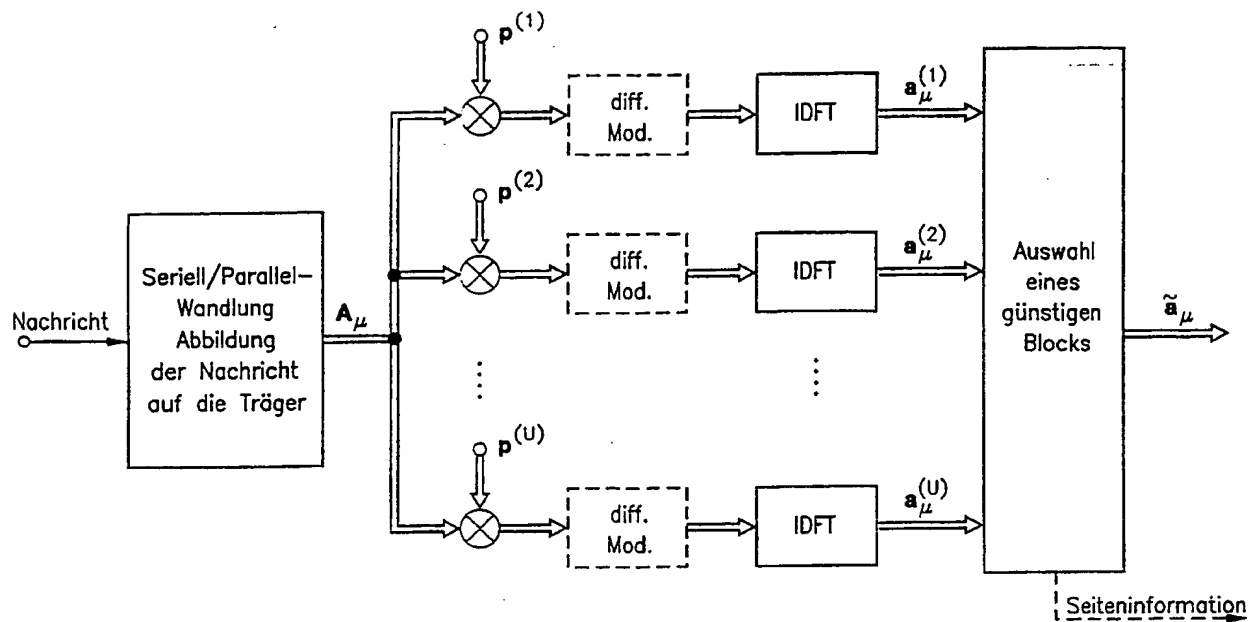 p(1)
diff.
Mod.
IDFT
aμ(1)
p(2)
diff.
Mod.
IDFT
aμ(2)
Nachricht
Seriell/Parallel–
Wandlung
Abbildung
der Nachricht
auf die Träger
Aμ
Auswahl
eines
günstigen
Blocks
ãμ
p(U)
diff.
Mod.
IDFT
aμ(U)
Seiteninformation